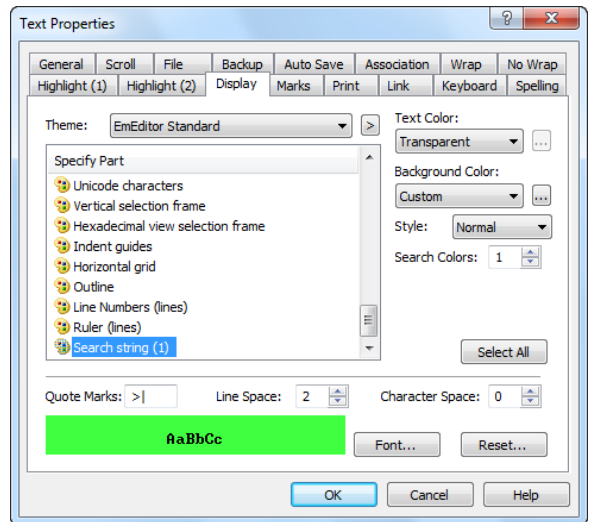 Text Properties
General Scroll File Backup Auto Save Association Wrap No Wrap
Highlight (1) Highlight (2) Display Marks Print Link Keyboard Spelling
Theme: EmEditor Standard >
Text Color:
Transparent ...
Specify Part
Background Color:
Unicode characters
Custom ...
Vertical selection frame
Hexadecimal view selection frame
Style: Normal
Indent guides
Search Colors: 1
Horizontal grid
Outline
Line Numbers (lines)
Ruler (lines)
Search string (1)
Select All
Quote Marks: >| Line Space: 2 Character Space: 0
AaBbCc
Font... Reset...
OK Cancel Help